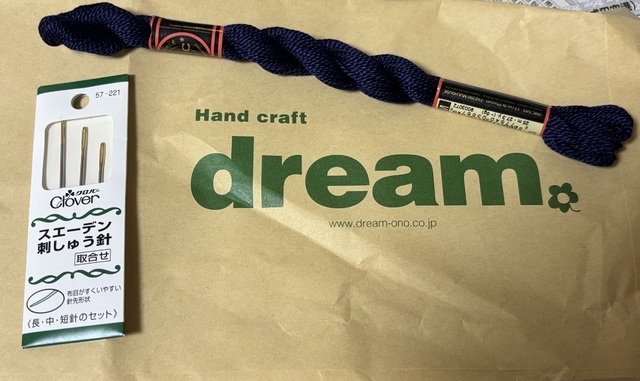 67-221
クロバー
Clover
スエーデン
刺しゅう針
取合せ
布目がすくいやすい
針先形状
《長・中・短針のセット》
Hand craft
dream.
www.dream-ono.co.jp